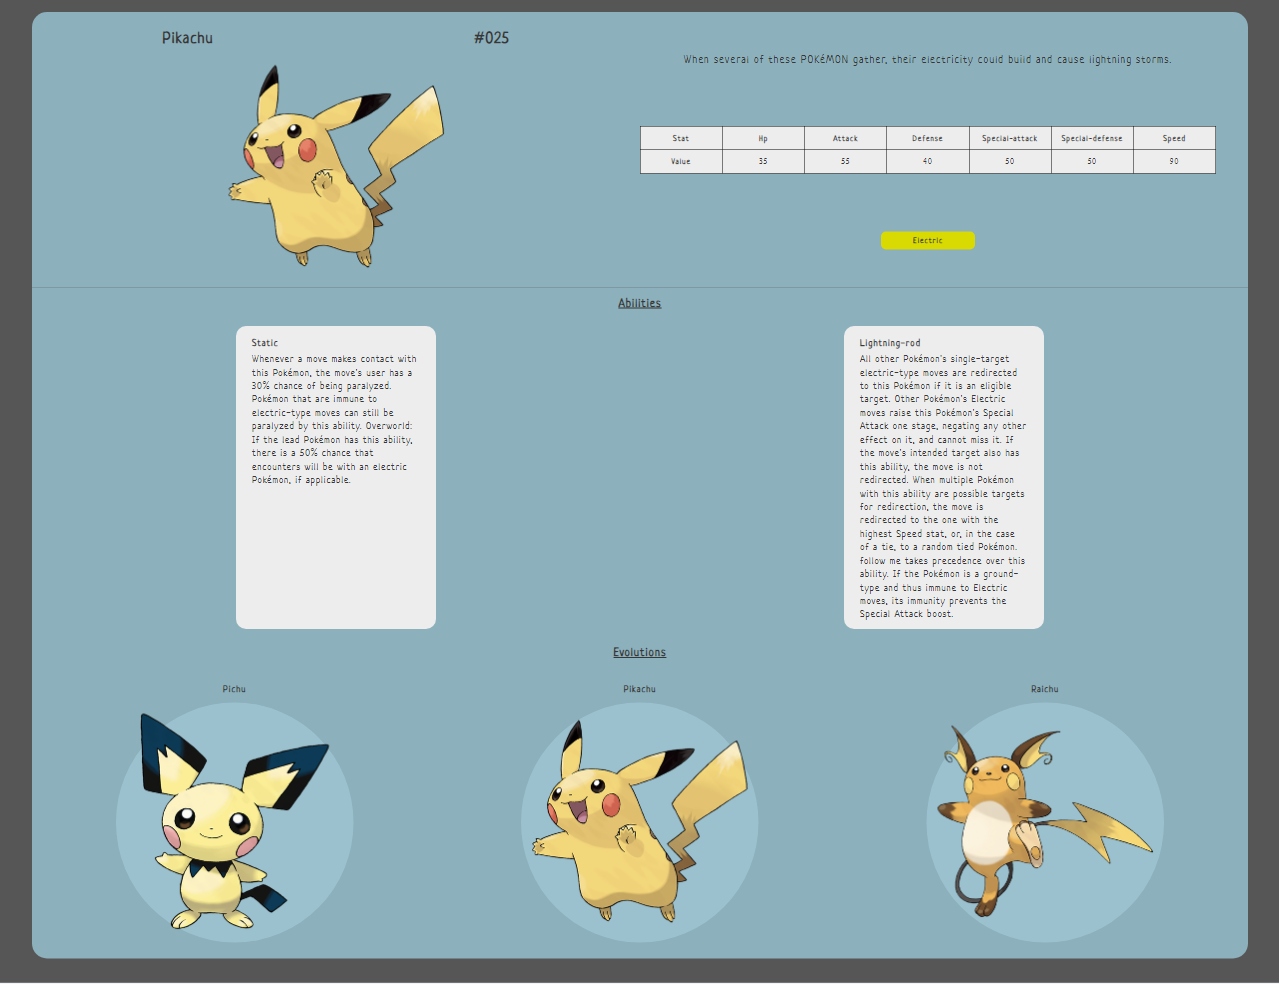 Pikachu #025
When several of these POKéMON gather, their electricity could build and cause lightning storms.
Stat Hp Attack Defense Special-attack Special-defense Speed
Value 35 55 40 50 50 90
Electric
Abilities
Static
Whenever a move makes contact with
this Pokémon, the move's user has a
30% chance of being paralyzed.
Pokémon that are immune to
electric-type moves can still be
paralyzed by this ability. Overworld:
If the lead Pokémon has this ability,
there is a 50% chance that
encounters will be with an electric
Pokémon, if applicable.
Lightning-rod
All other Pokémon's single-target
electric-type moves are redirected
to this Pokémon if it is an eligible
target. Other Pokémon's Electric
moves raise this Pokémon's Special
Attack one stage, negating any other
effect on it, and cannot miss it. If
the move's intended target also has
this ability, the move is not
redirected. When multiple Pokémon
with this ability are possible targets
for redirection, the move is
redirected to the one with the
highest Speed stat, or, in the case
of a tie, to a random tied Pokémon.
follow me takes precedence over this
ability. If the Pokémon is a ground-
type and thus immune to Electric
moves, its immunity prevents the
Special Attack boost.
Evolutions
Pichu Pikachu Raichu